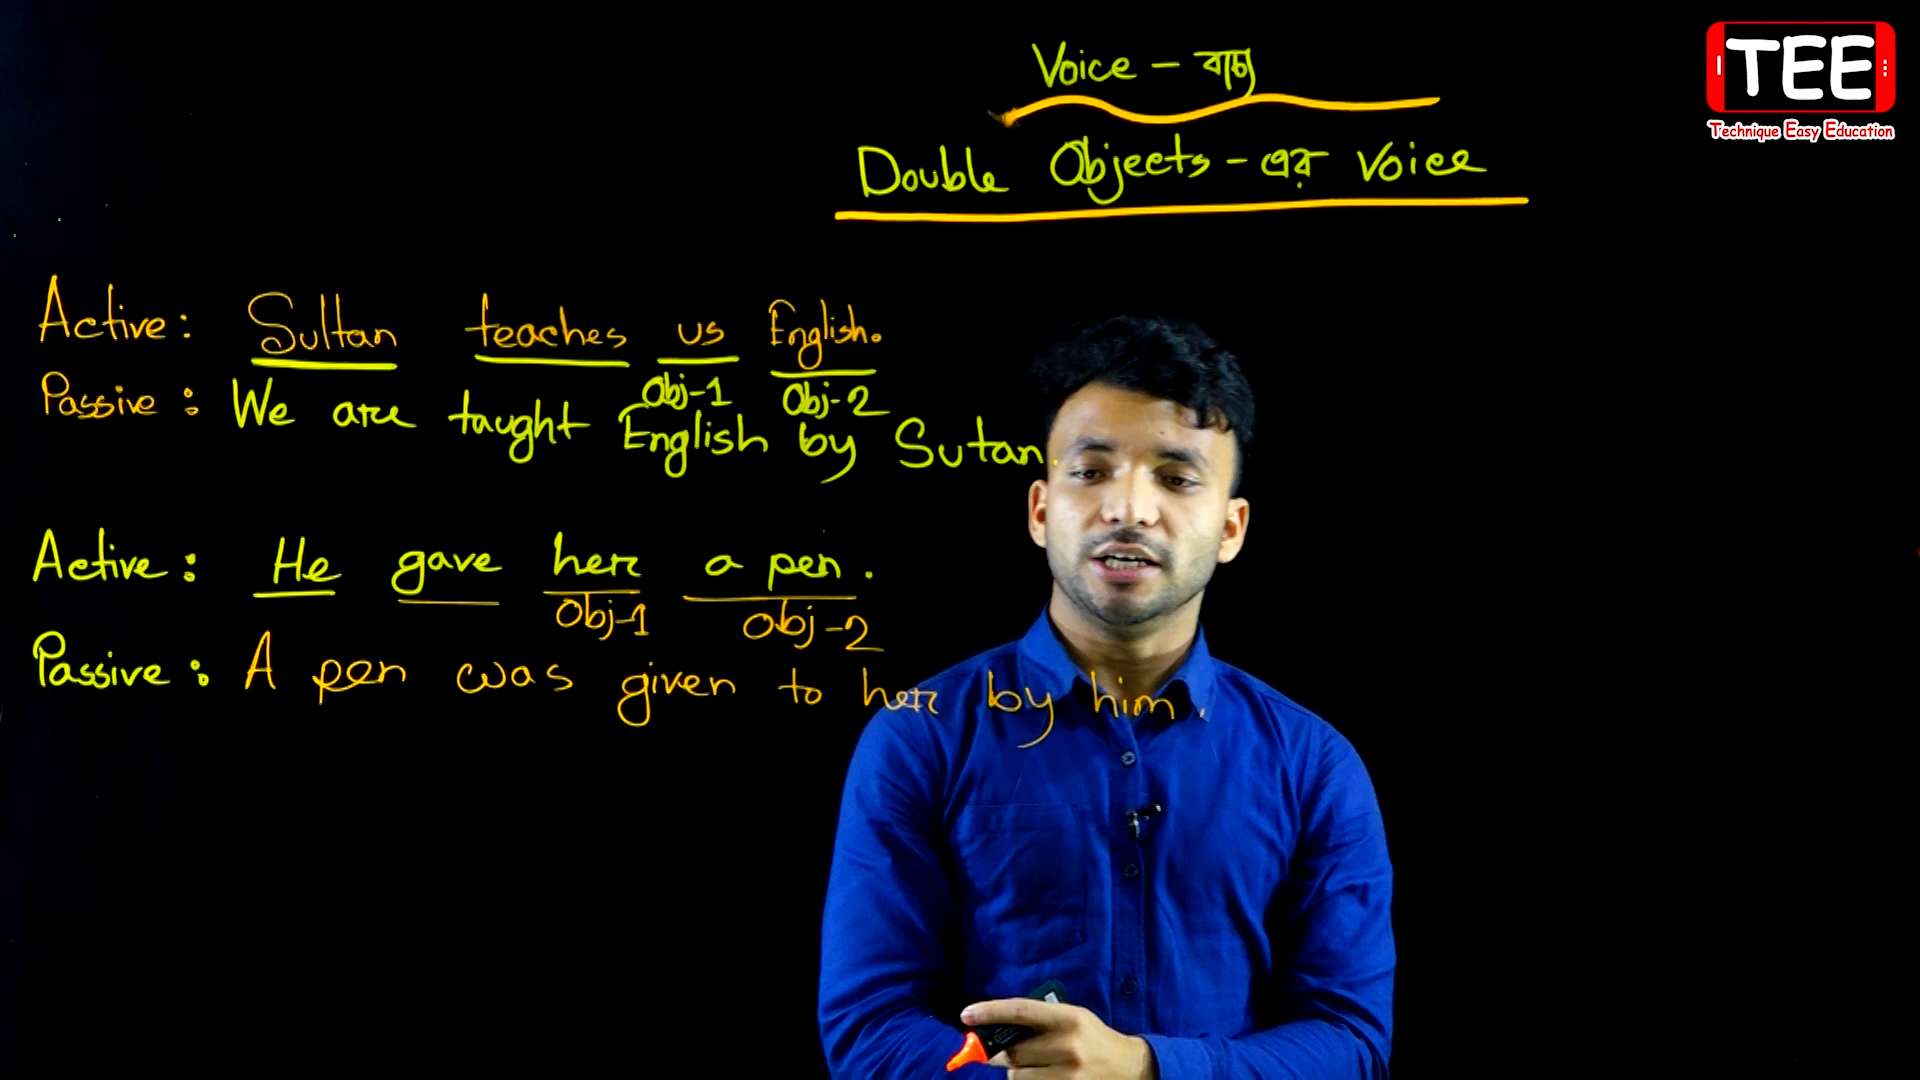 Voice – বাচ্য
TEE
Technique Easy Education
Double Objects – এর Voice
Active: Sultan teaches us English.
Obj-1 Obj-2
Passive: We are taught English by Sutan.
Active: He gave her a pen.
Obj-1 Obj-2
Passive: A pen was given to her by him.